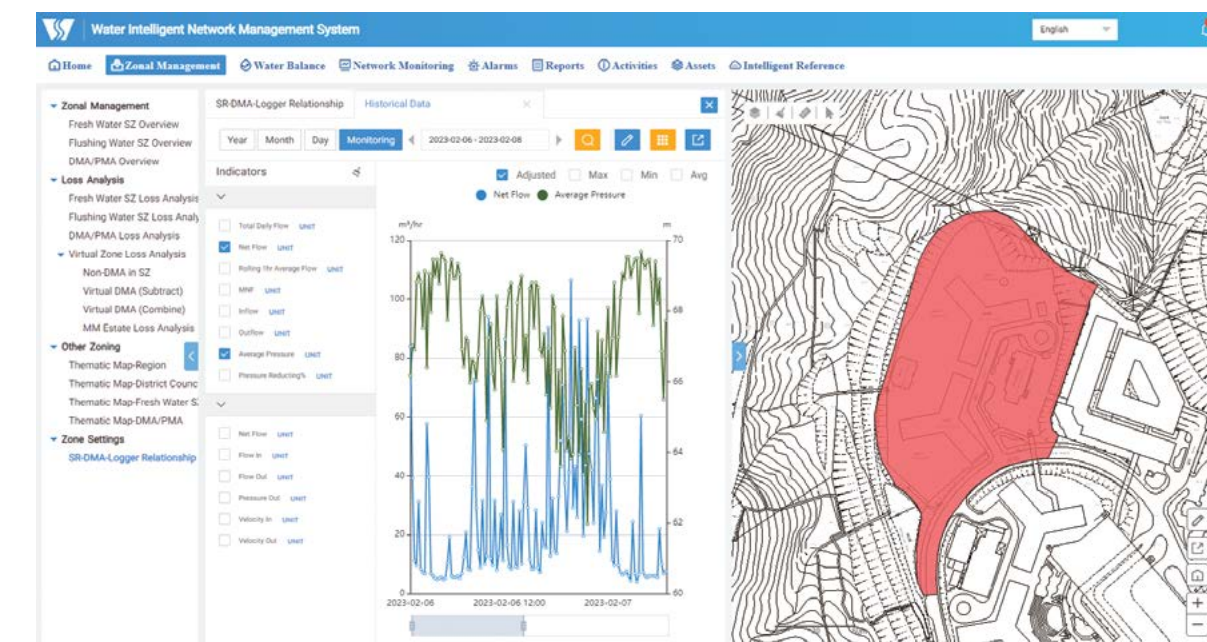 Water Intelligent Network Management System
English
Home
Zonal Management
Water Balance
Network Monitoring
Alarms
Reports
Activities
Assets
Intelligent Reference
Zonal Management
Fresh Water SZ Overview
Flushing Water SZ Overview
DMA/PMA Overview
Loss Analysis
Fresh Water SZ Loss Analysis
Flushing Water SZ Loss Analy
DMA/PMA Loss Analysis
Virtual Zone Loss Analysis
Non-DMA in SZ
Virtual DMA (Subtract)
Virtual DMA (Combine)
MM Estate Loss Analysis
Other Zoning
Thematic Map-Region
Thematic Map-District Counc
Thematic Map-Fresh Water S
Thematic Map-DMA/PMA
Zone Settings
SR-DMA-Logger Relationship
SR-DMA-Logger Relationship
Historical Data
Year
Month
Day
Monitoring
2023-02-06 - 2023-02-08
Indicators
Total Daily Flow UNIT
Net Flow UNIT
Rolling 1hr Average Flow UNIT
MNF UNIT
Inflow UNIT
Outflow UNIT
Average Pressure UNIT
Pressure Reducting% UNIT
Net Flow UNIT
Flow In UNIT
Flow Out UNIT
Pressure Out UNIT
Velocity In UNIT
Velocity Out UNIT
Adjusted
Max
Min
Avg
Net Flow
Average Pressure
m³/hr
m
120
100
80
60
40
20
0
70
68
66
64
62
60
2023-02-06
2023-02-06 12:00
2023-02-07